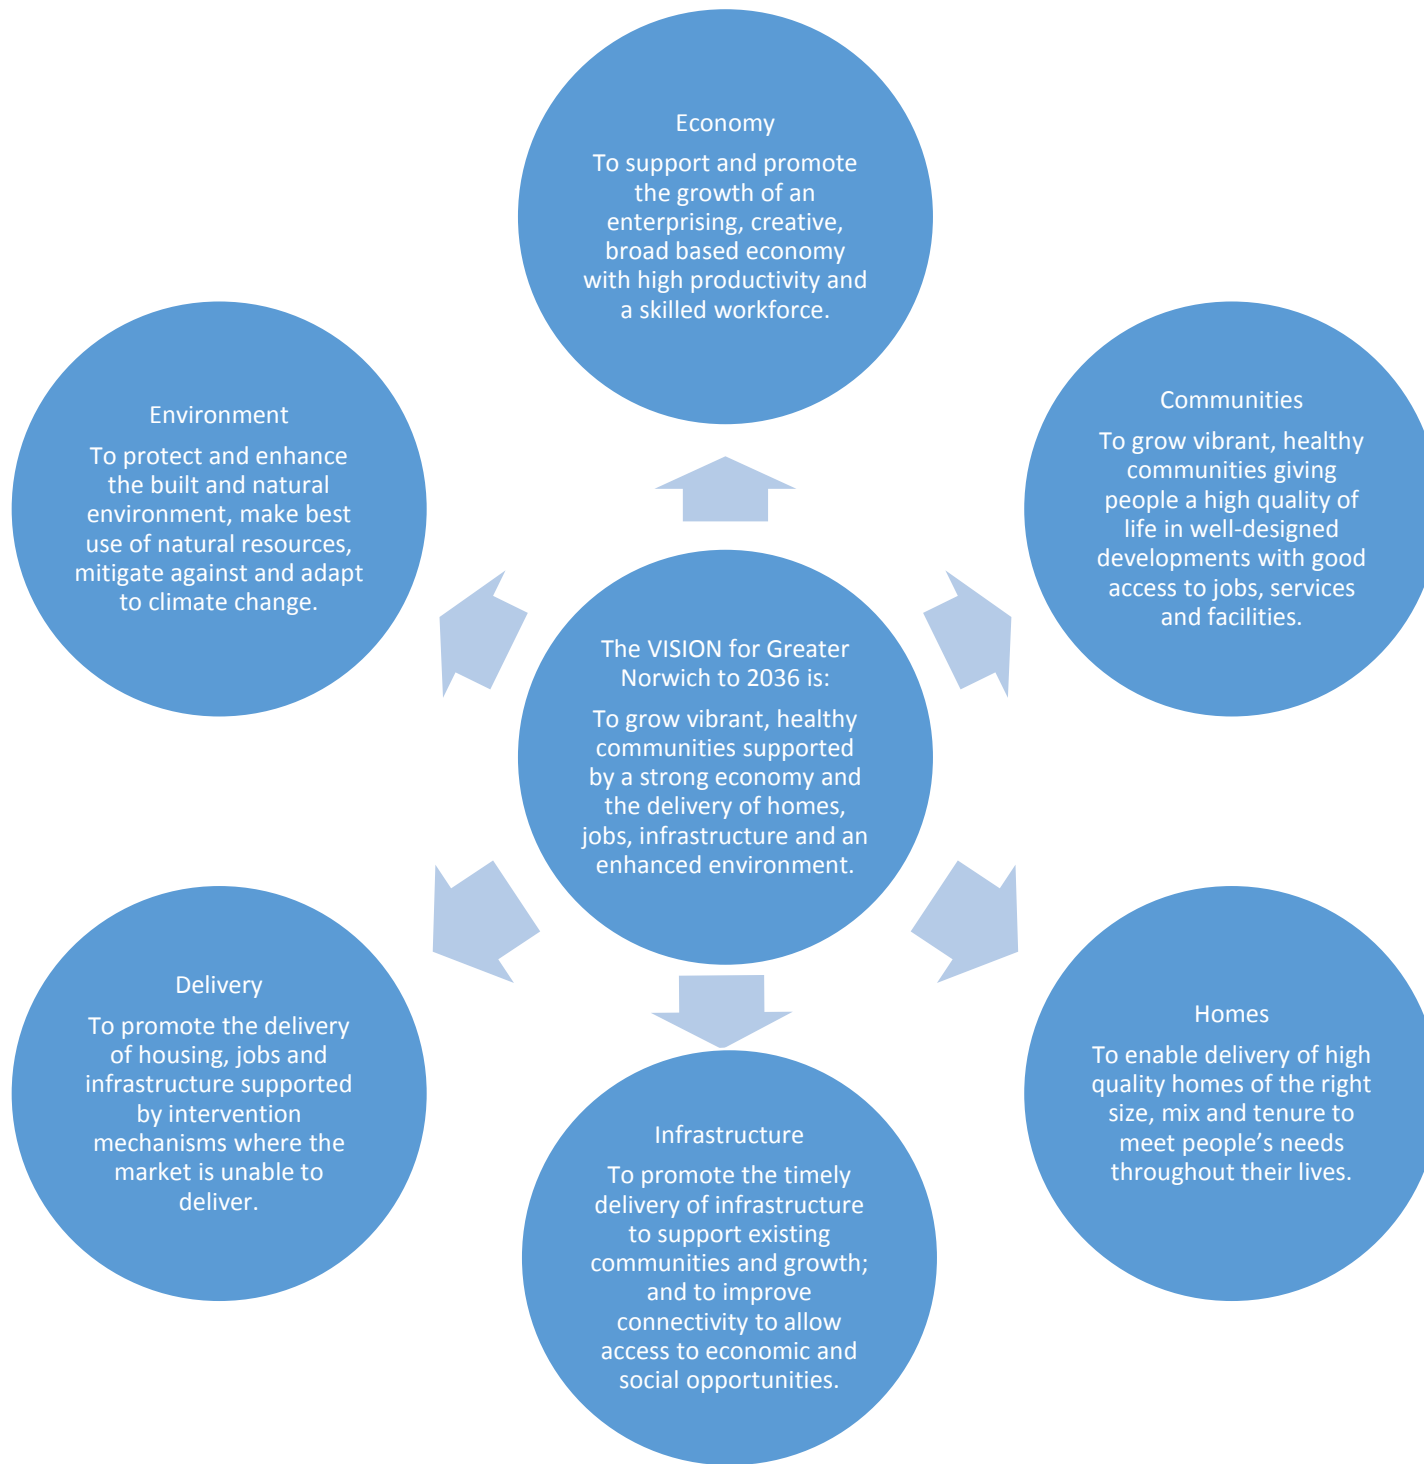 Economy
To support and promote
the growth of an
enterprising, creative,
broad based economy
with high productivity and
a skilled workforce.
Environment
To protect and enhance
the built and natural
environment, make best
use of natural resources,
mitigate against and adapt
to climate change.
Communities
To grow vibrant, healthy
communities giving
people a high quality of
life in well-designed
developments with good
access to jobs, services
and facilities.
The VISION for Greater
Norwich to 2036 is:
To grow vibrant, healthy
communities supported
by a strong economy and
the delivery of homes,
jobs, infrastructure and an
enhanced environment.
Delivery
To promote the delivery
of housing, jobs and
infrastructure supported
by intervention
mechanisms where the
market is unable to
deliver.
Homes
To enable delivery of high
quality homes of the right
size, mix and tenure to
meet people’s needs
throughout their lives.
Infrastructure
To promote the timely
delivery of infrastructure
to support existing
communities and growth;
and to improve
connectivity to allow
access to economic and
social opportunities.